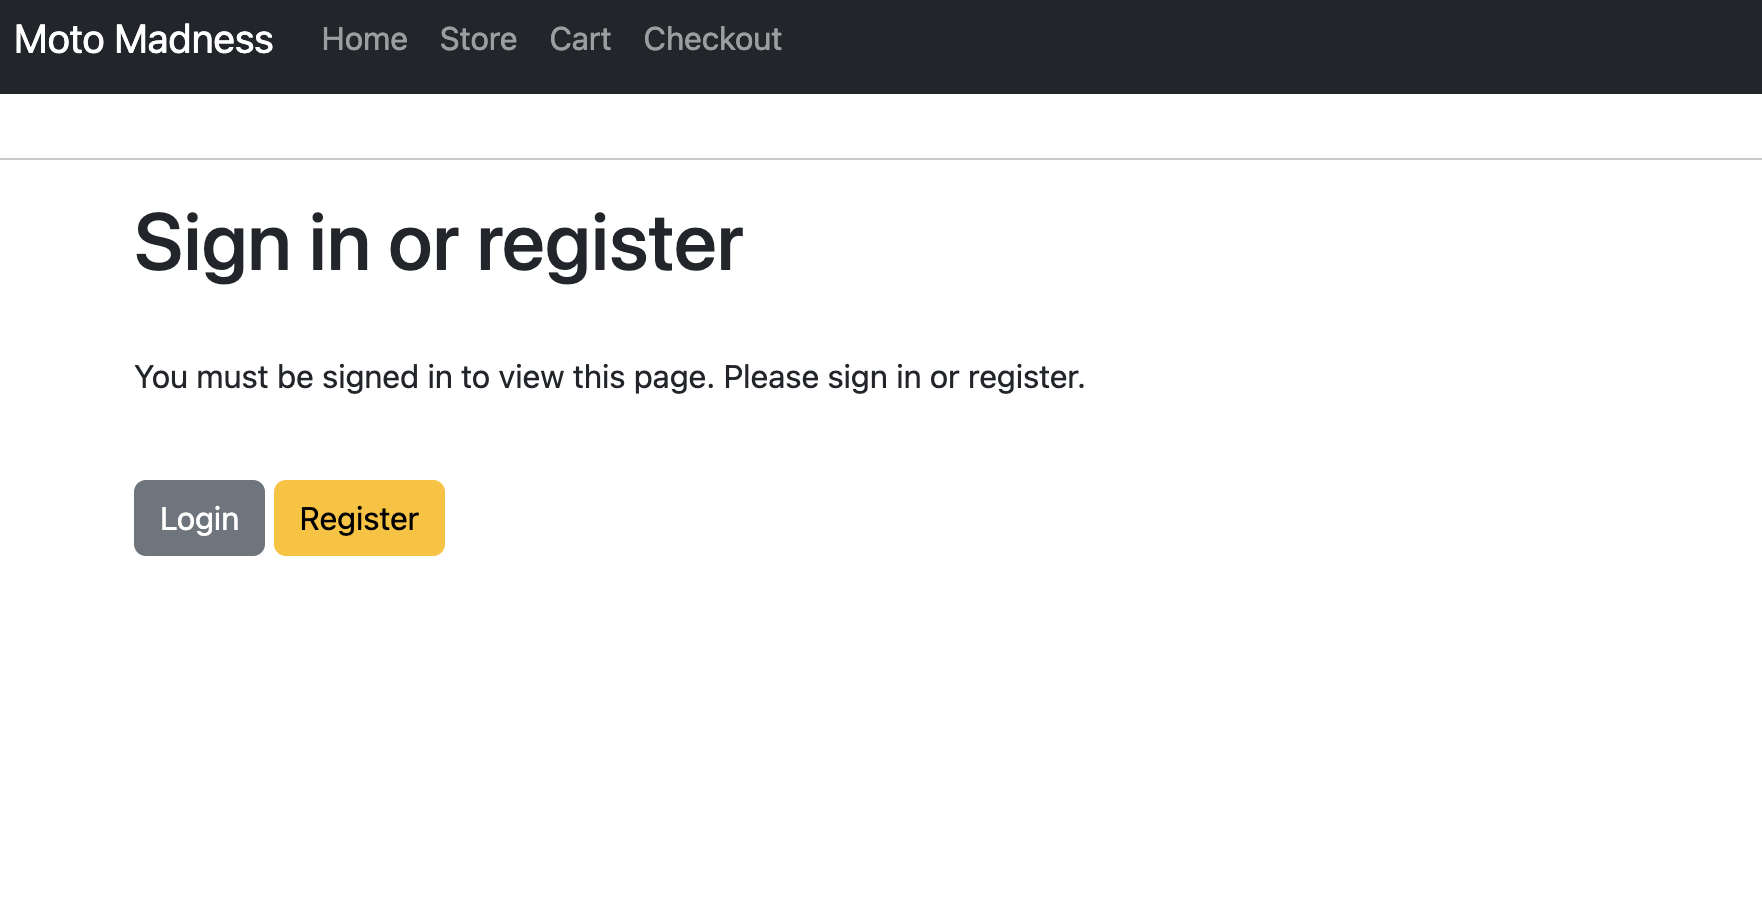 Moto Madness Home Store Cart Checkout
Sign in or register
You must be signed in to view this page. Please sign in or register.
Login Register